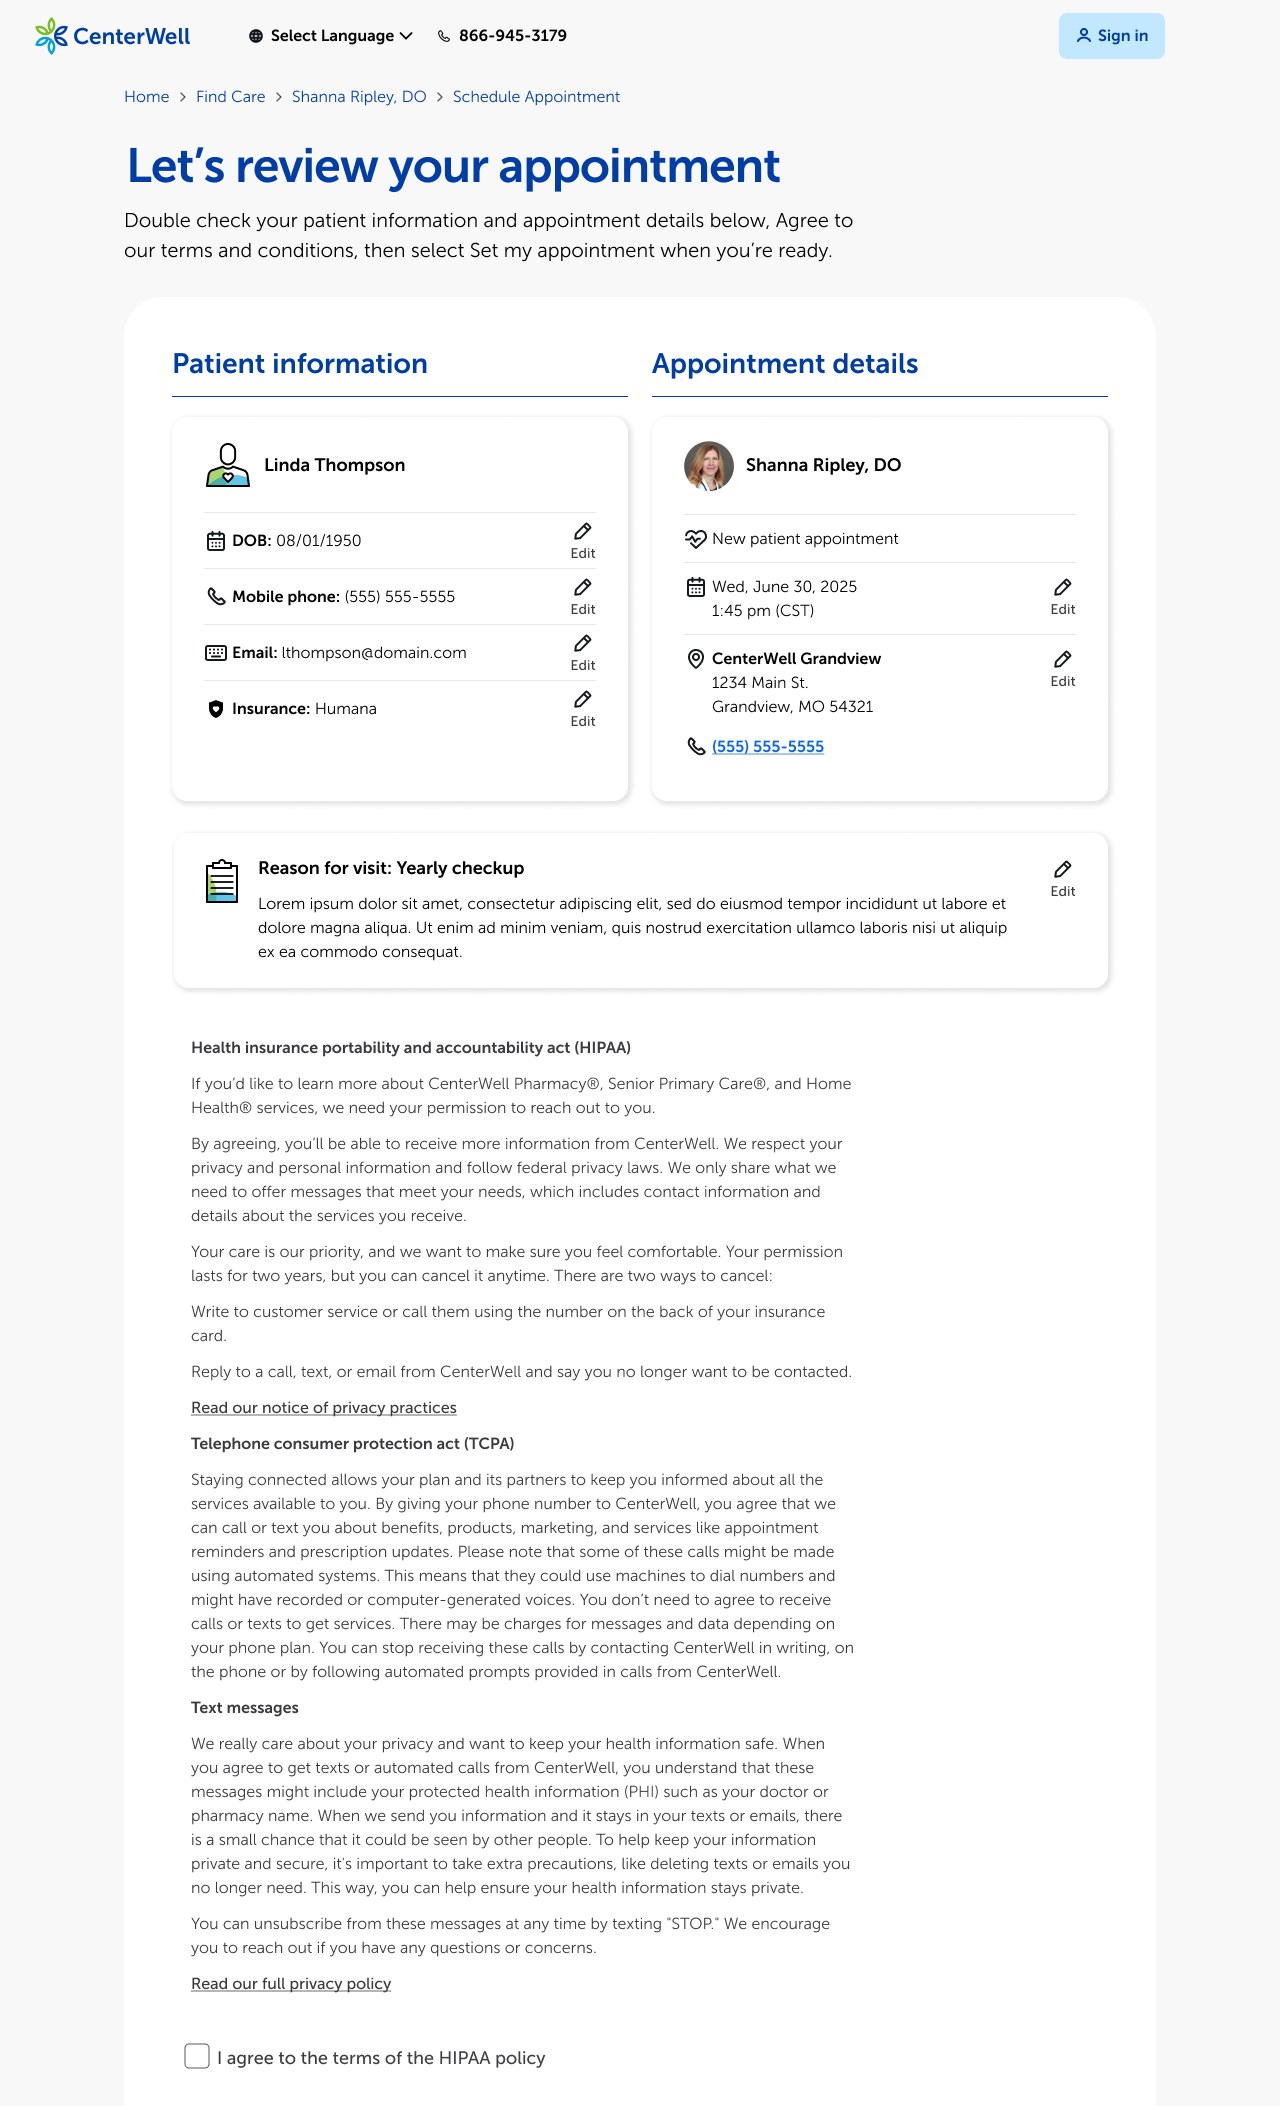 CenterWell
Select Language
866-945-3179
Sign in
Home > Find Care > Shanna Ripley, DO > Schedule Appointment
Let’s review your appointment
Double check your patient information and appointment details below, Agree to
our terms and conditions, then select Set my appointment when you’re ready.
Patient information
Linda Thompson
DOB: 08/01/1950
Edit
Mobile phone: (555) 555-5555
Edit
Email: lthompson@domain.com
Edit
Insurance: Humana
Edit
Appointment details
Shanna Ripley, DO
New patient appointment
Wed, June 30, 2025
1:45 pm (CST)
Edit
CenterWell Grandview
1234 Main St.
Grandview, MO 54321
Edit
(555) 555-5555
Reason for visit: Yearly checkup
Edit
Lorem ipsum dolor sit amet, consectetur adipiscing elit, sed do eiusmod tempor incididunt ut labore et
dolore magna aliqua. Ut enim ad minim veniam, quis nostrud exercitation ullamco laboris nisi ut aliquip
ex ea commodo consequat.
Health insurance portability and accountability act (HIPAA)
If you’d like to learn more about CenterWell Pharmacy®, Senior Primary Care®, and Home
Health® services, we need your permission to reach out to you.
By agreeing, you’ll be able to receive more information from CenterWell. We respect your
privacy and personal information and follow federal privacy laws. We only share what we
need to offer messages that meet your needs, which includes contact information and
details about the services you receive.
Your care is our priority, and we want to make sure you feel comfortable. Your permission
lasts for two years, but you can cancel it anytime. There are two ways to cancel:
Write to customer service or call them using the number on the back of your insurance
card.
Reply to a call, text, or email from CenterWell and say you no longer want to be contacted.
Read our notice of privacy practices
Telephone consumer protection act (TCPA)
Staying connected allows your plan and its partners to keep you informed about all the
services available to you. By giving your phone number to CenterWell, you agree that we
can call or text you about benefits, products, marketing, and services like appointment
reminders and prescription updates. Please note that some of these calls might be made
using automated systems. This means that they could use machines to dial numbers and
might have recorded or computer-generated voices. You don’t need to agree to receive
calls or texts to get services. There may be charges for messages and data depending on
your phone plan. You can stop receiving these calls by contacting CenterWell in writing, on
the phone or by following automated prompts provided in calls from CenterWell.
Text messages
We really care about your privacy and want to keep your health information safe. When
you agree to get texts or automated calls from CenterWell, you understand that these
messages might include your protected health information (PHI) such as your doctor or
pharmacy name. When we send you information and it stays in your texts or emails, there
is a small chance that it could be seen by other people. To help keep your information
private and secure, it's important to take extra precautions, like deleting texts or emails you
no longer need. This way, you can help ensure your health information stays private.
You can unsubscribe from these messages at any time by texting "STOP." We encourage
you to reach out if you have any questions or concerns.
Read our full privacy policy
I agree to the terms of the HIPAA policy